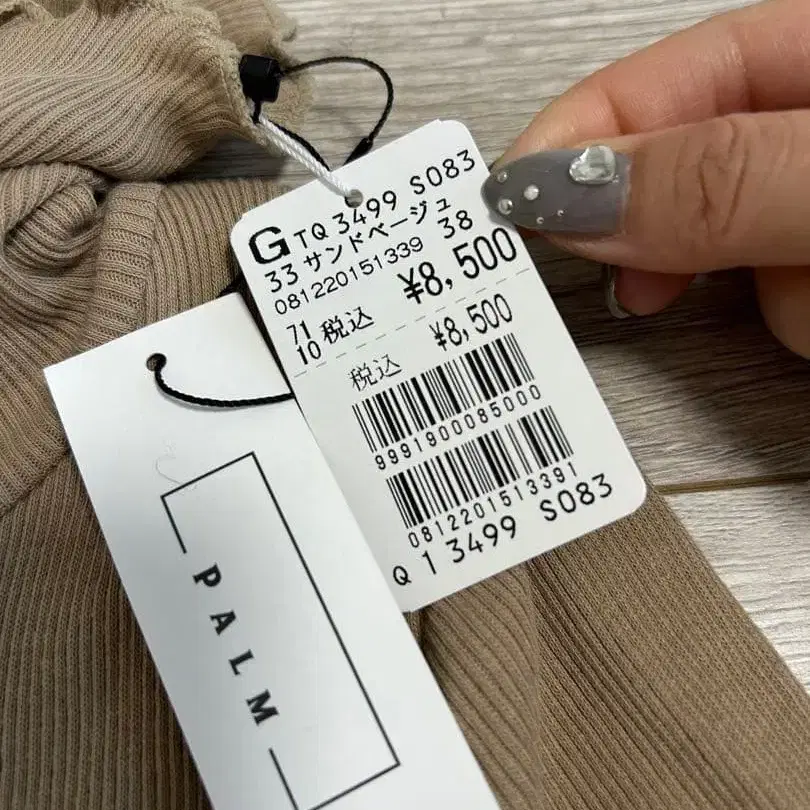 G TQ 3499 S083
33 サンドベージュ 38
081220151339
¥8,500
71
10 税込
¥8,500
税込
9991900085000
0812201513391
Q 1 3499 S083
PALM